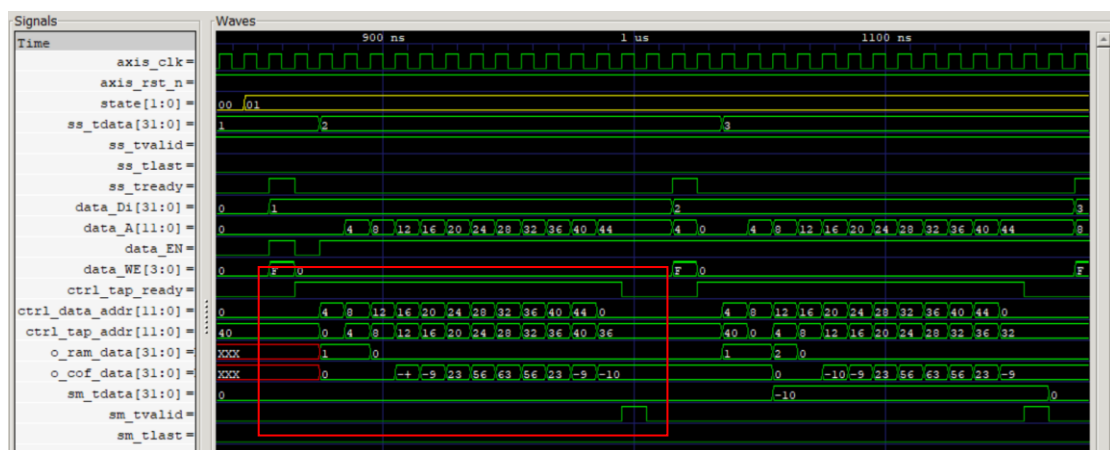 Signals Waves
Time 900 ns 1 us 1100 ns
axis_clk=
axis_rst_n=
state[1:0]= 00 01
ss_tdata[31:0]= 1 2 3
ss_tvalid=
ss_tlast=
ss_tready=
data_Di[31:0]= 0 1 2 3
data_A[11:0]= 0 4 8 12 16 20 24 28 32 36 40 44 4 0 4 8 12 16 20 24 28 32 36 40 44 8
data_EN=
data_WE[3:0]= 0 F 0 F 0 F
ctrl_tap_ready=
ctrl_data_addr[11:0]= 0 4 8 12 16 20 24 28 32 36 40 44 0 4 8 12 16 20 24 28 32 36 40 44 0
ctrl_tap_addr[11:0]= 40 0 4 8 12 16 20 24 28 32 36 40 36 40 0 4 8 12 16 20 24 28 32 36 32
o_ram_data[31:0]= XXX 1 0 1 2 0
o_cof_data[31:0]= XXX 0 -+ -9 23 56 63 56 23 -9 -10 0 -10 -9 23 56 63 56 23 -9
sm_tdata[31:0]= 0 -10 0
sm_tvalid=
sm_tlast=